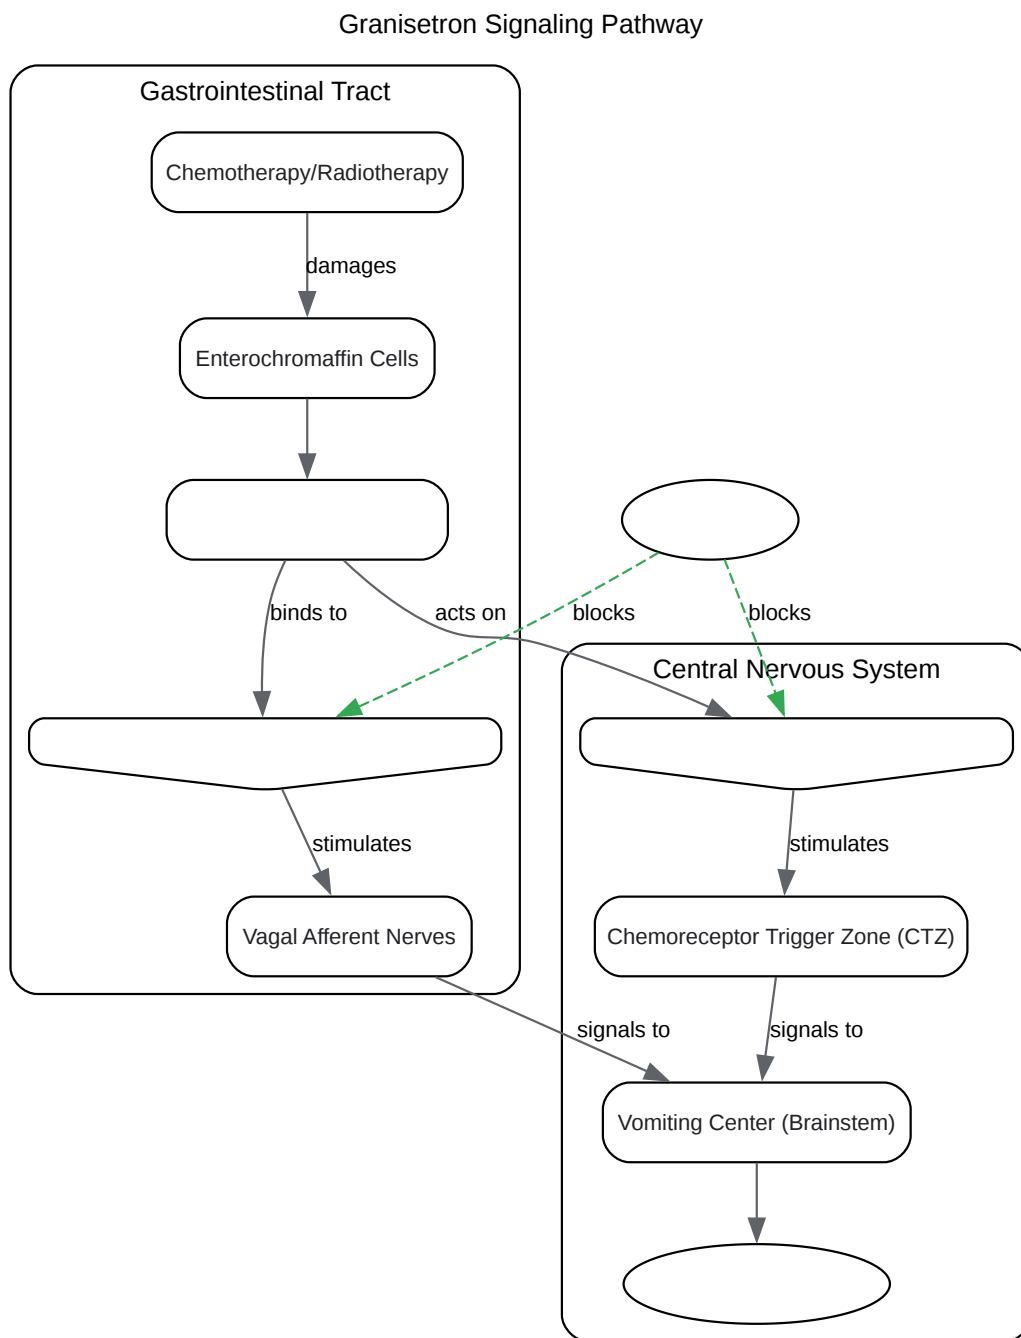 Granisetron Signaling Pathway
Gastrointestinal Tract
Chemotherapy/Radiotherapy
damages
Enterochromaffin Cells
binds to
acts on
blocks
blocks
Central Nervous System
stimulates
stimulates
Vagal Afferent Nerves
Chemoreceptor Trigger Zone (CTZ)
signals to
signals to
Vomiting Center (Brainstem)